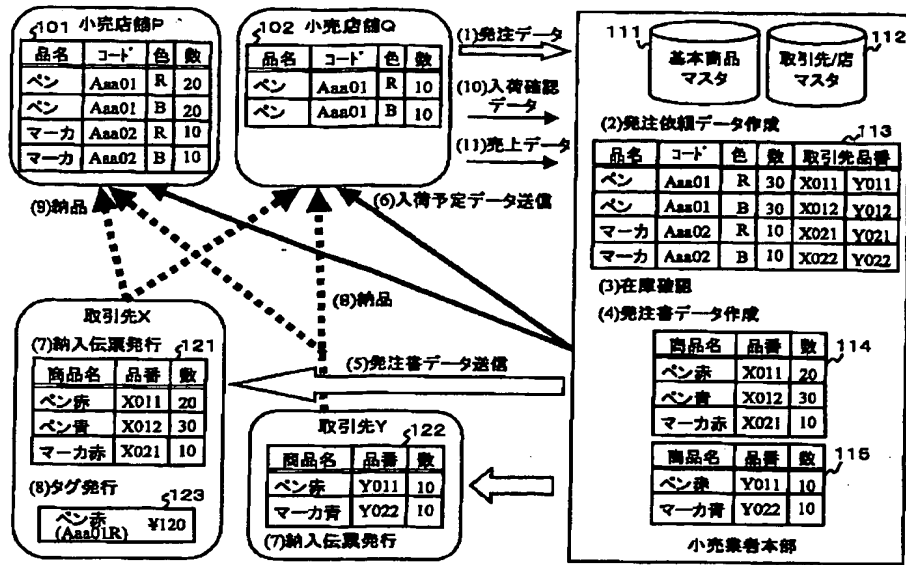 101 小売店舗P
品名 コード 色 数
ペン Aaa01 R 20
ペン Aaa01 B 20
マーカ Aaa02 R 10
マーカ Aaa02 B 10
102 小売店舗Q
品名 コード 色 数
ペン Aaa01 R 10
ペン Aaa01 B 10
(1)発注データ
(10)入荷確認
データ
(11)売上データ
(6)入荷予定データ送信
(9)納品
(8)納品
111
基本商品
マスタ
112
取引先/店
マスタ
(2)発注依頼データ作成
113
品名 コード 色 数 取引先品番
ペン Aaa01 R 30 X011 Y011
ペン Aaa01 B 30 X012 Y012
マーカ Aaa02 R 10 X021 Y021
マーカ Aaa02 B 10 X022 Y022
(3)在庫確認
(4)発注書データ作成
114
商品名 品番 数
ペン赤 X011 20
ペン青 X012 30
マーカ赤 X021 10
115
商品名 品番 数
ペン赤 Y011 10
マーカ青 Y022 10
小売業者本部
(5)発注書データ送信
取引先X
(7)納入伝票発行 121
商品名 品番 数
ペン赤 X011 20
ペン青 X012 30
マーカ赤 X021 10
(8)タグ発行 123
ペン赤 ¥120
(Aaa01R)
取引先Y
122
商品名 品番 数
ペン赤 Y011 10
マーカ青 Y022 10
(7)納入伝票発行